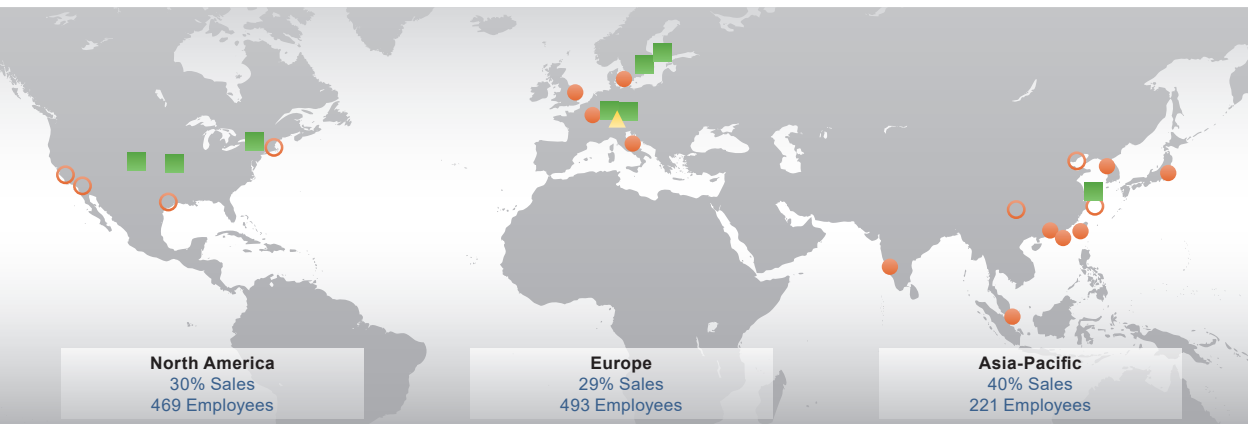 North America
30% Sales
469 Employees
Europe
29% Sales
493 Employees
Asia-Pacific
40% Sales
221 Employees